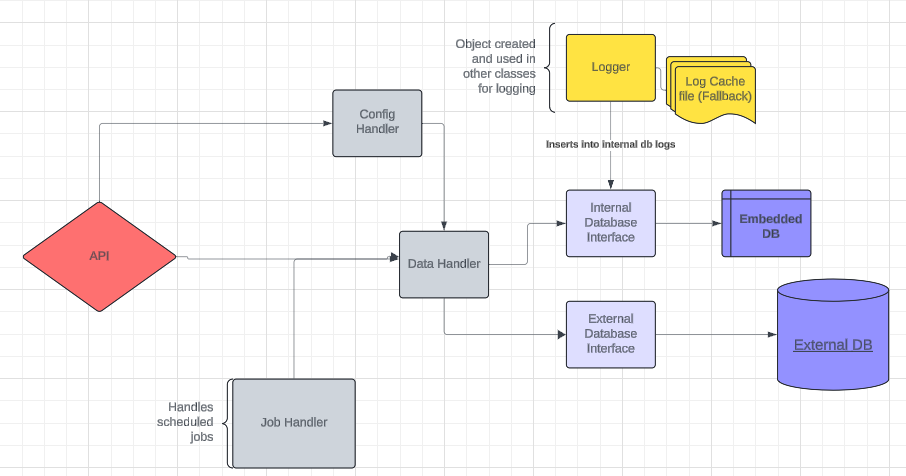 Object created
and used in
other classes
for logging
Logger
Log Cache
file (Fallback)
Config
Handler
Inserts into internal db logs
API
Data Handler
Internal
Database
Interface
Embedded
DB
External
Database
Interface
External DB
Handles
scheduled
jobs
Job Handler